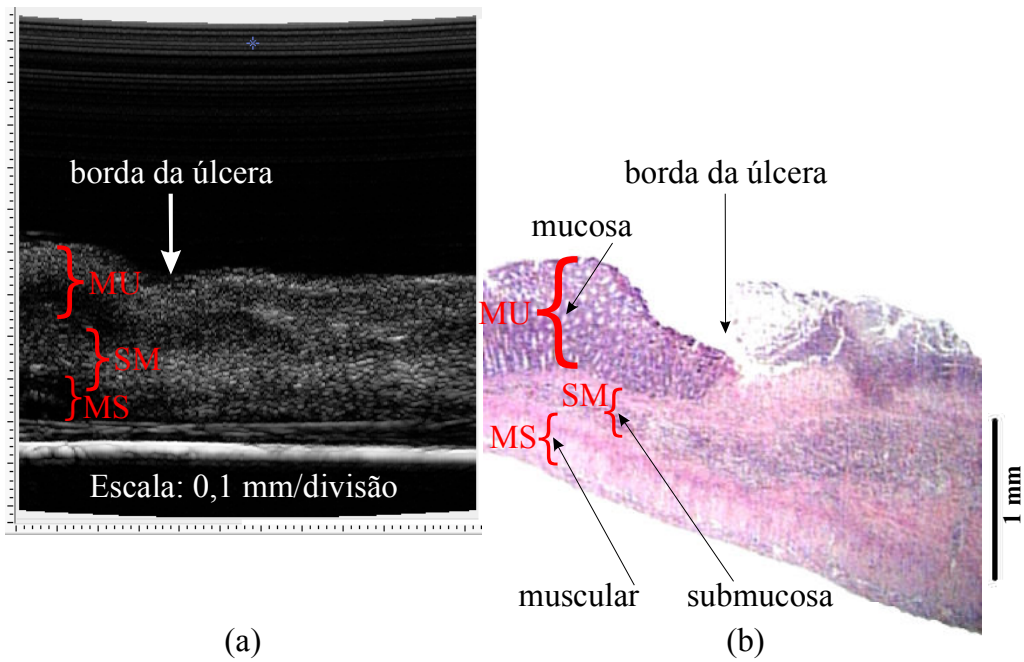 borda da úlcera
MU
SM
MS
Escala: 0,1 mm/divisão
(a)
borda da úlcera
mucosa
MU
SM
MS
1 mm
muscular
submucosa
(b)